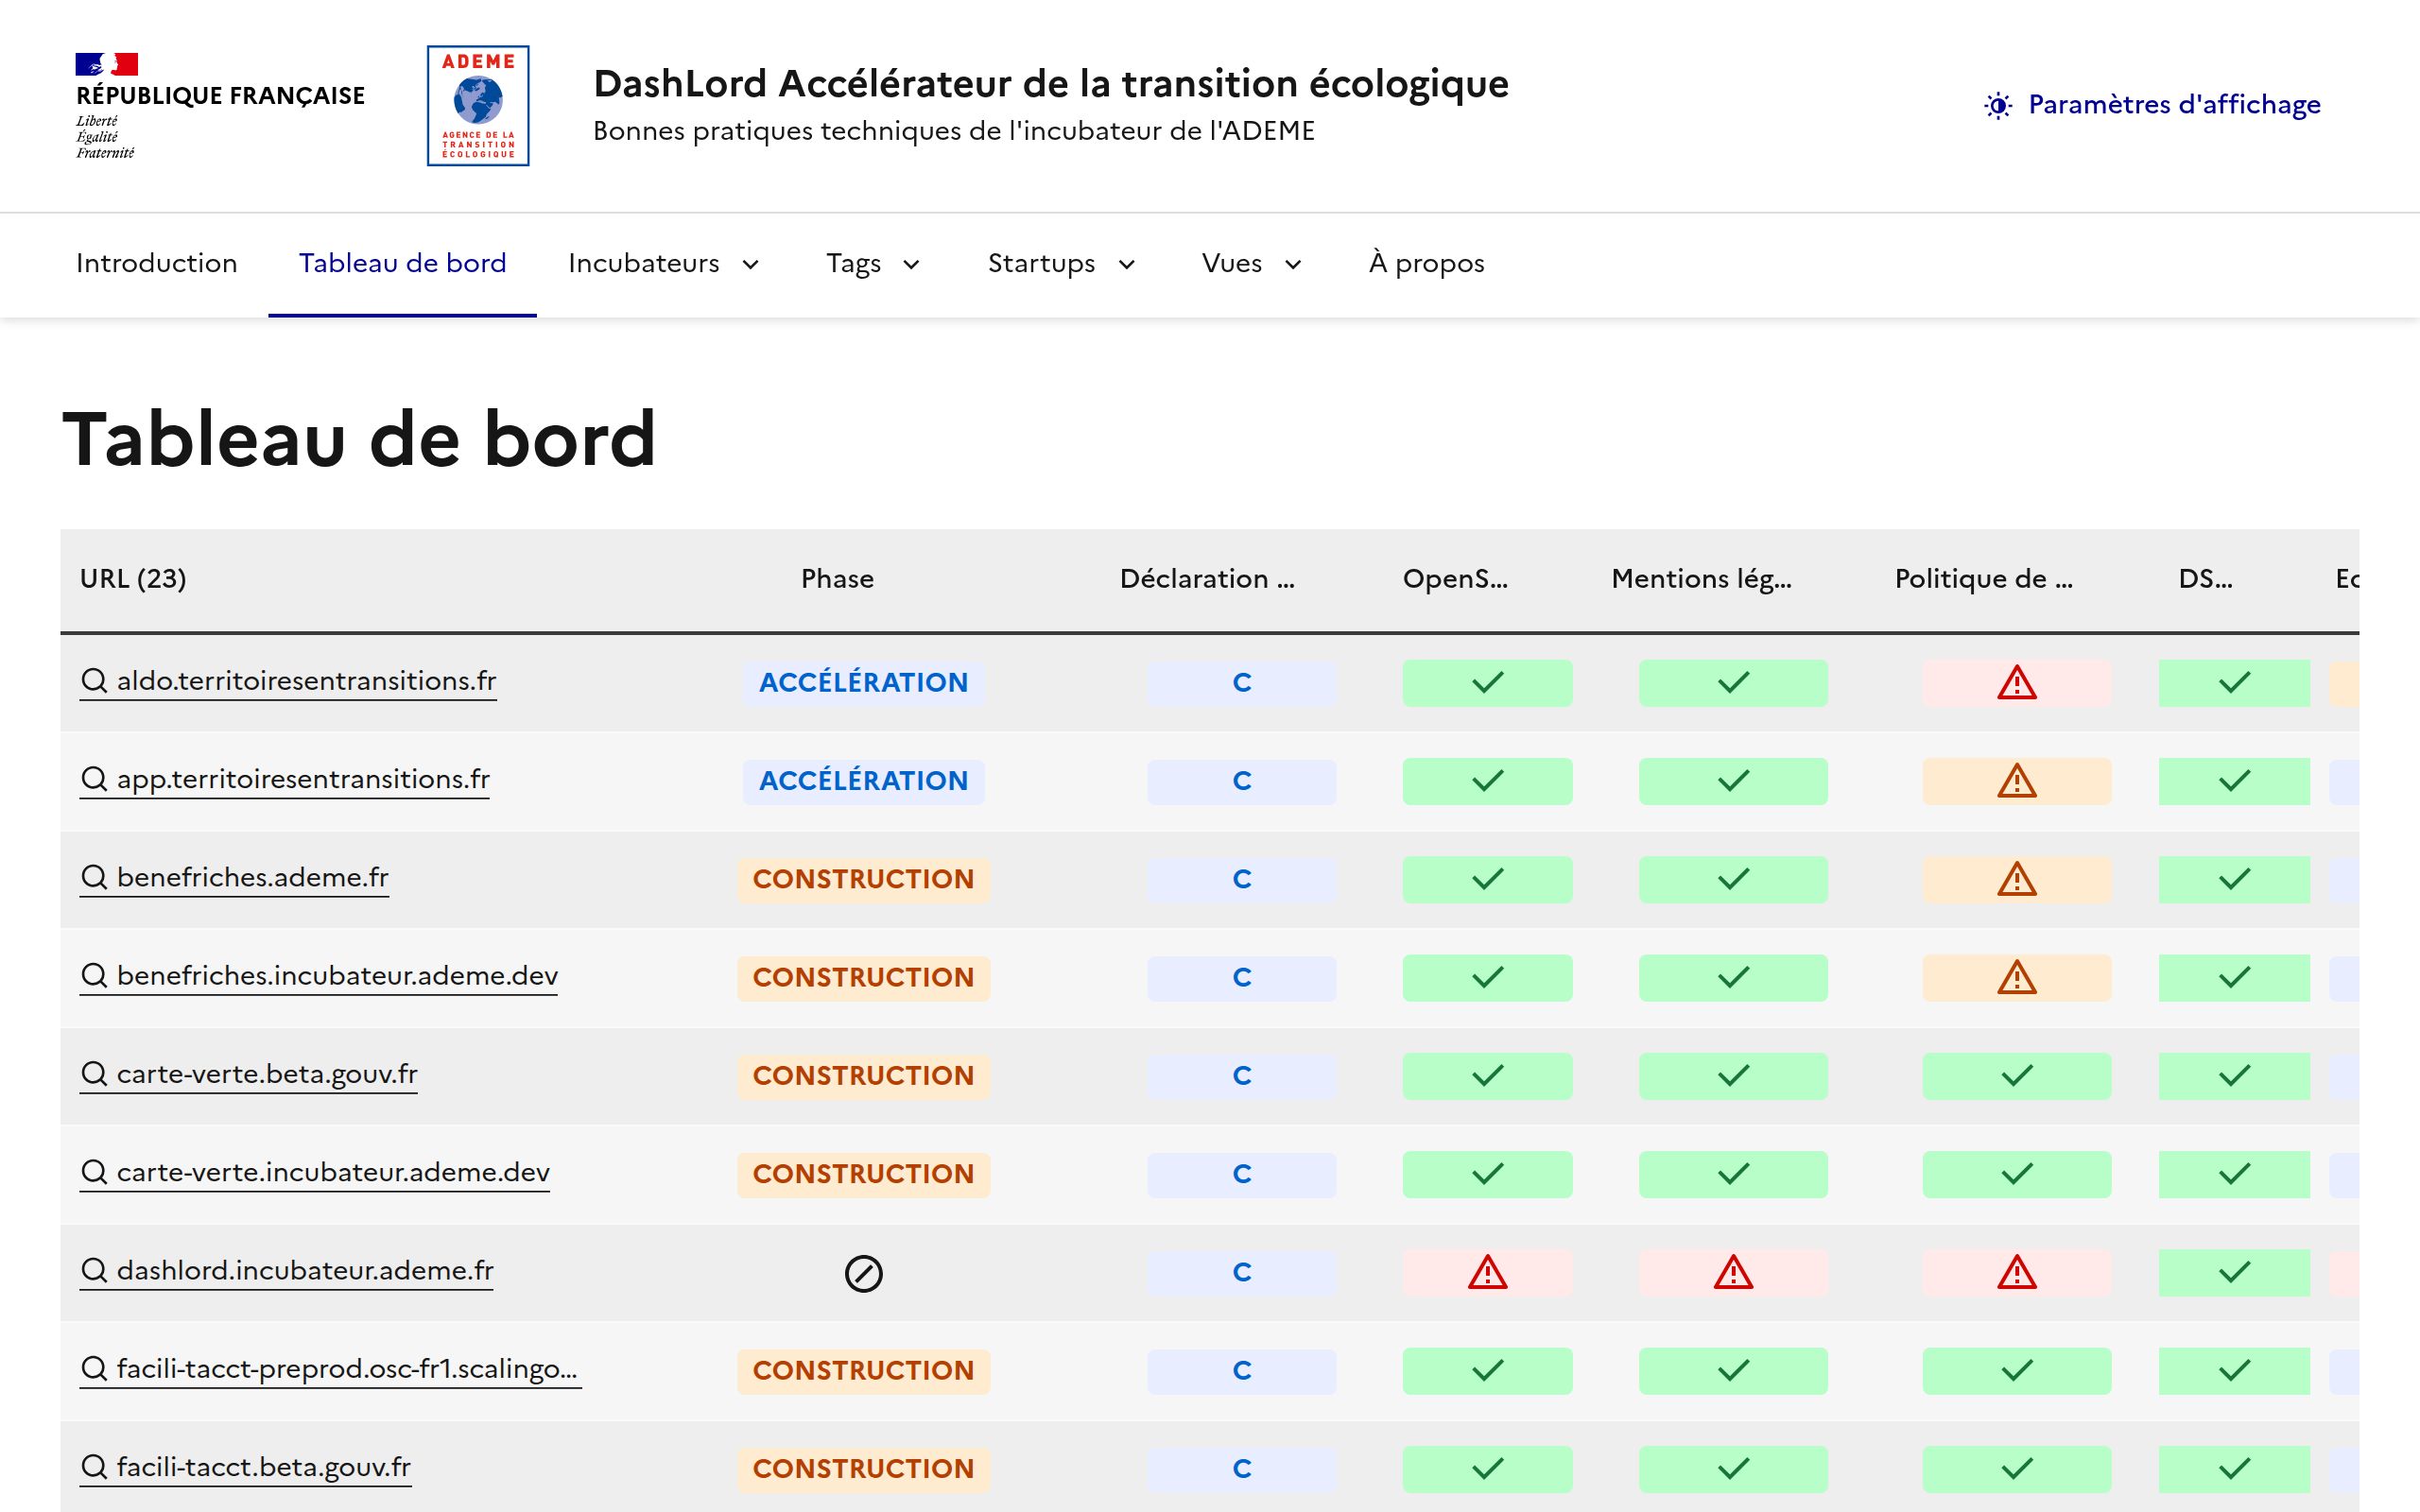 RÉPUBLIQUE FRANÇAISE
Liberté
Égalité
Fraternité
ADEME
AGENCE DE LA
TRANSITION
ÉCOLOGIQUE
DashLord Accélérateur de la transition écologique
Bonnes pratiques techniques de l'incubateur de l'ADEME
Paramètres d'affichage
Introduction Tableau de bord Incubateurs Tags Startups Vues À propos
Tableau de bord
URL (23) Phase Déclaration ... OpenS... Mentions lég... Politique de ... DS... Ec
aldo.territoiresentransitions.fr ACCÉLÉRATION C
app.territoiresentransitions.fr ACCÉLÉRATION C
benefriches.ademe.fr CONSTRUCTION C
benefriches.incubateur.ademe.dev CONSTRUCTION C
carte-verte.beta.gouv.fr CONSTRUCTION C
carte-verte.incubateur.ademe.dev CONSTRUCTION C
dashlord.incubateur.ademe.fr C
facili-tacct-preprod.osc-fr1.scalingo... CONSTRUCTION C
facili-tacct.beta.gouv.fr CONSTRUCTION C